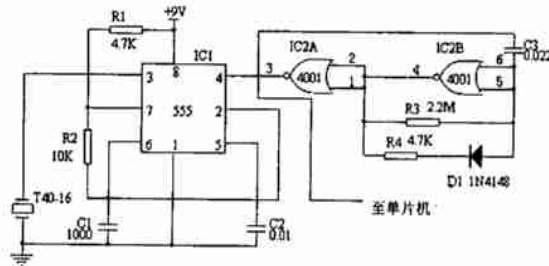 +9V
R1
4.7K
IC1
8
3
4
7
555
2
6
1
5
R2
10K
T40-16
C1
1000
C2
0.01
IC2A
3
4001
2
1
IC2B
4
4001
6
5
C3
0.022
R3 2.2M
R4 4.7K
D1 1N4148
至单片机